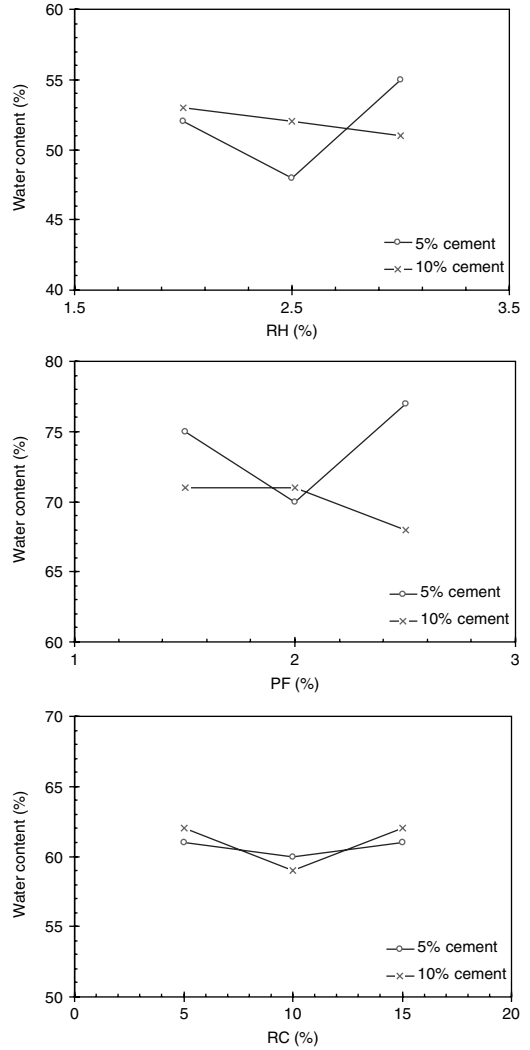 60
55
50
45
40
Water content (%)
5% cement
10% cement
1.5
2.5
3.5
RH (%)
80
75
70
65
60
Water content (%)
5% cement
10% cement
1
2
3
PF (%)
70
65
60
55
50
Water content (%)
5% cement
10% cement
0
5
10
15
20
RC (%)